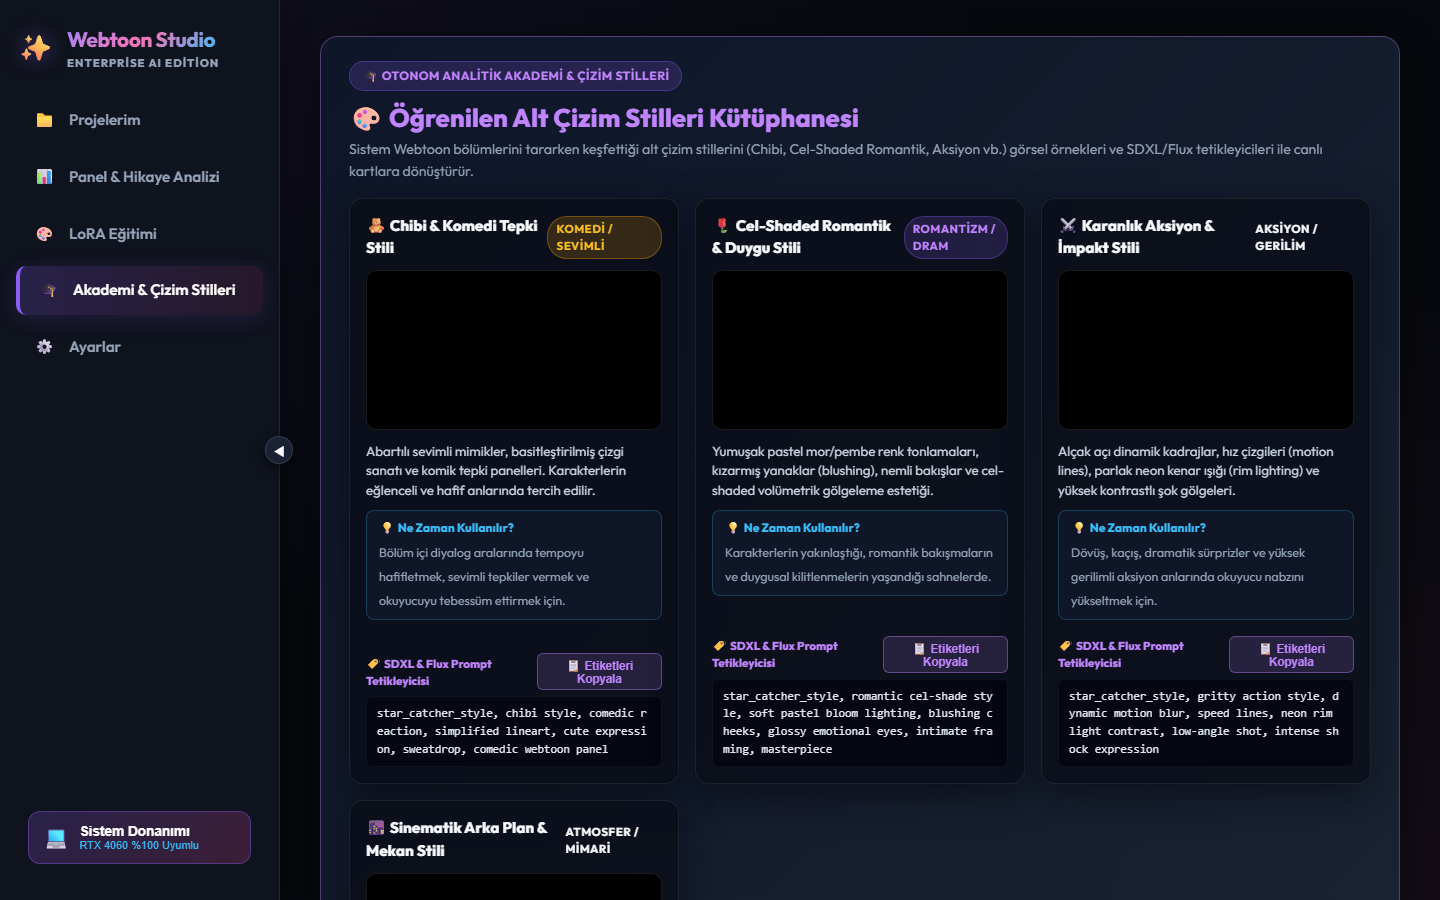 Webtoon Studio
ENTERPRİSE AI EDİTİON
Projelerim
Panel & Hikaye Analizi
LoRA Eğitimi
Akademi & Çizim Stilleri
Ayarlar
Sistem Donanımı
RTX 4060 %100 Uyumlu
OTONOM ANALİTİK AKADEMİ & ÇİZİM STİLLERİ
Öğrenilen Alt Çizim Stilleri Kütüphanesi
Sistem Webtoon bölümlerini tararken keşfettiği alt çizim stillerini (Chibi, Cel-Shaded Romantik, Aksiyon vb.) görsel örnekleri ve SDXL/Flux tetikleyicileri ile canlı
kartlara dönüştürür.
Chibi & Komedi Tepki
Stili
KOMEDİ /
SEVİMLİ
Abartılı sevimli mimikler, basitleştirilmiş çizgi
sanatı ve komik tepki panelleri. Karakterlerin
eğlenceli ve hafif anlarında tercih edilir.
Ne Zaman Kullanılır?
Bölüm içi diyalog aralarında tempoyu
hafifletmek, sevimli tepkiler vermek ve
okuyucuyu tebessüm ettirmek için.
SDXL & Flux Prompt
Tetikleyicisi
Etiketleri
Kopyala
star_catcher_style, chibi style, comedic r
eaction, simplified lineart, cute expressi
on, sweatdrop, comedic webtoon panel
Cel-Shaded Romantik
& Duygu Stili
ROMANTİZM /
DRAM
Yumuşak pastel mor/pembe renk tonlamaları,
kızarmış yanaklar (blushing), nemli bakışlar ve cel-
shaded volümetrik gölgeleme estetiği.
Ne Zaman Kullanılır?
Karakterlerin yakınlaştığı, romantik bakışmaların
ve duygusal kilitlenmelerin yaşandığı sahnelerde.
SDXL & Flux Prompt
Tetikleyicisi
Etiketleri
Kopyala
star_catcher_style, romantic cel-shade sty
le, soft pastel bloom lighting, blushing c
heeks, glossy emotional eyes, intimate fra
ming, masterpiece
Karanlık Aksiyon &
İmpakt Stili
AKSİYON /
GERİLİM
Alçak açı dinamik kadrajlar, hız çizgileri (motion
lines), parlak neon kenar ışığı (rim lighting) ve
yüksek kontrastlı şok gölgeleri.
Ne Zaman Kullanılır?
Dövüş, kaçış, dramatik sürprizler ve yüksek
gerilimli aksiyon anlarında okuyucu nabzını
yükseltmek için.
SDXL & Flux Prompt
Tetikleyicisi
Etiketleri
Kopyala
star_catcher_style, gritty action style, d
ynamic motion blur, speed lines, neon rim
light contrast, low-angle shot, intense sh
ock expression
Sinematik Arka Plan &
Mekan Stili
ATMOSFER /
MİMARİ